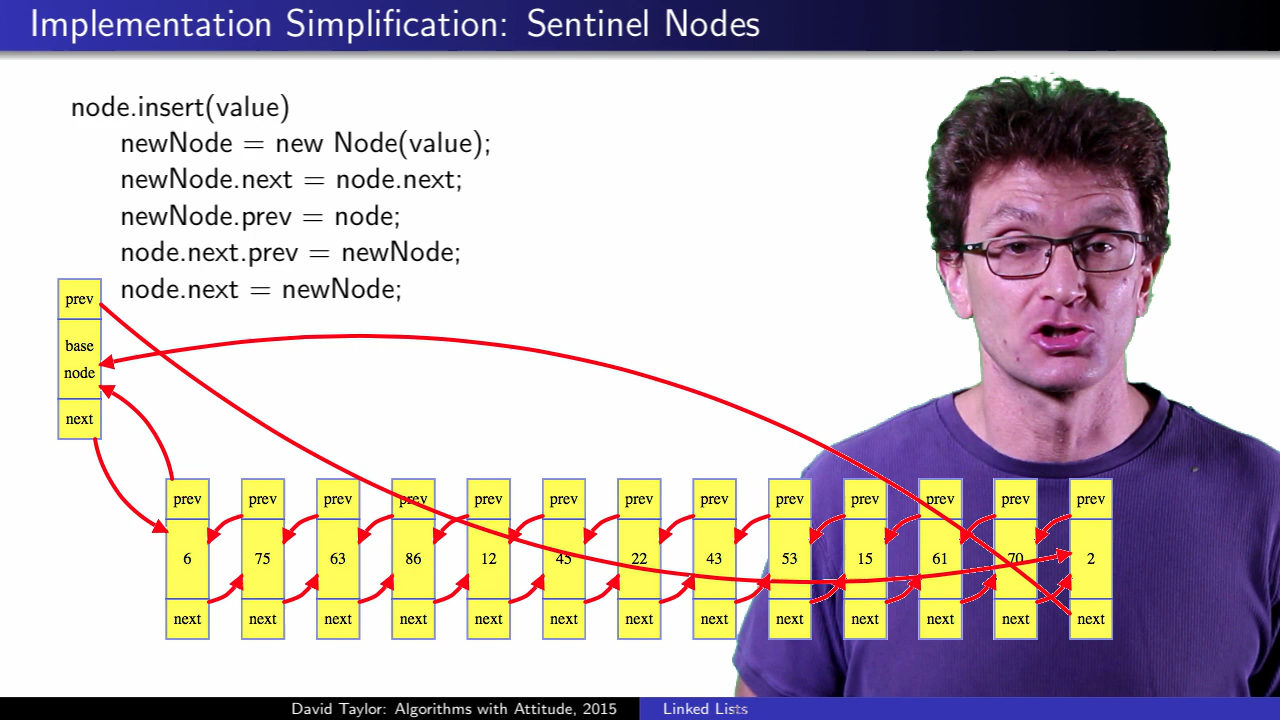 Implementation Simplification: Sentinel Nodes
node.insert(value)
newNode = new Node(value);
newNode.next = node.next;
newNode.prev = node;
node.next.prev = newNode;
node.next = newNode;
prev
base
node
next
prev prev prev prev prev prev prev prev prev prev prev prev prev
6 75 63 86 12 45 22 43 53 15 61 70 2
next next next next next next next next next next next next next
David Taylor: Algorithms with Attitude, 2015 Linked Lists